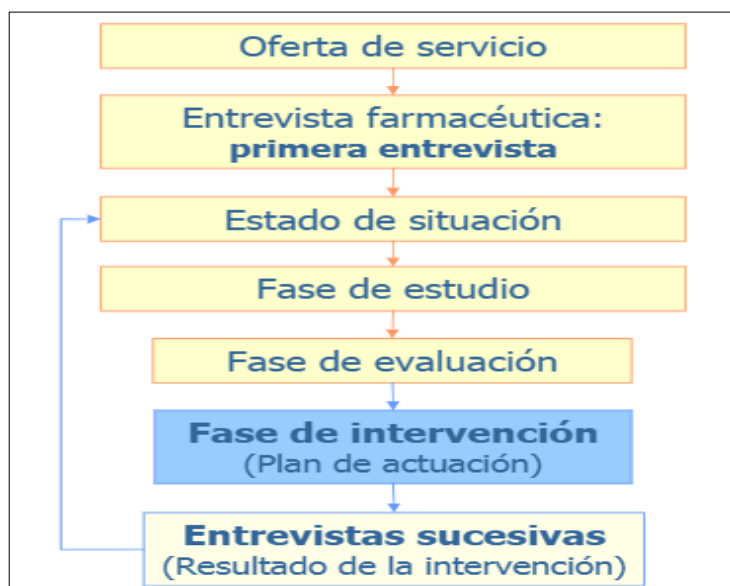 Oferta de servicio
Entrevista farmacéutica:
primera entrevista
Estado de situación
Fase de estudio
Fase de evaluación
Fase de intervención
(Plan de actuación)
Entrevistas sucesivas
(Resultado de la intervención)